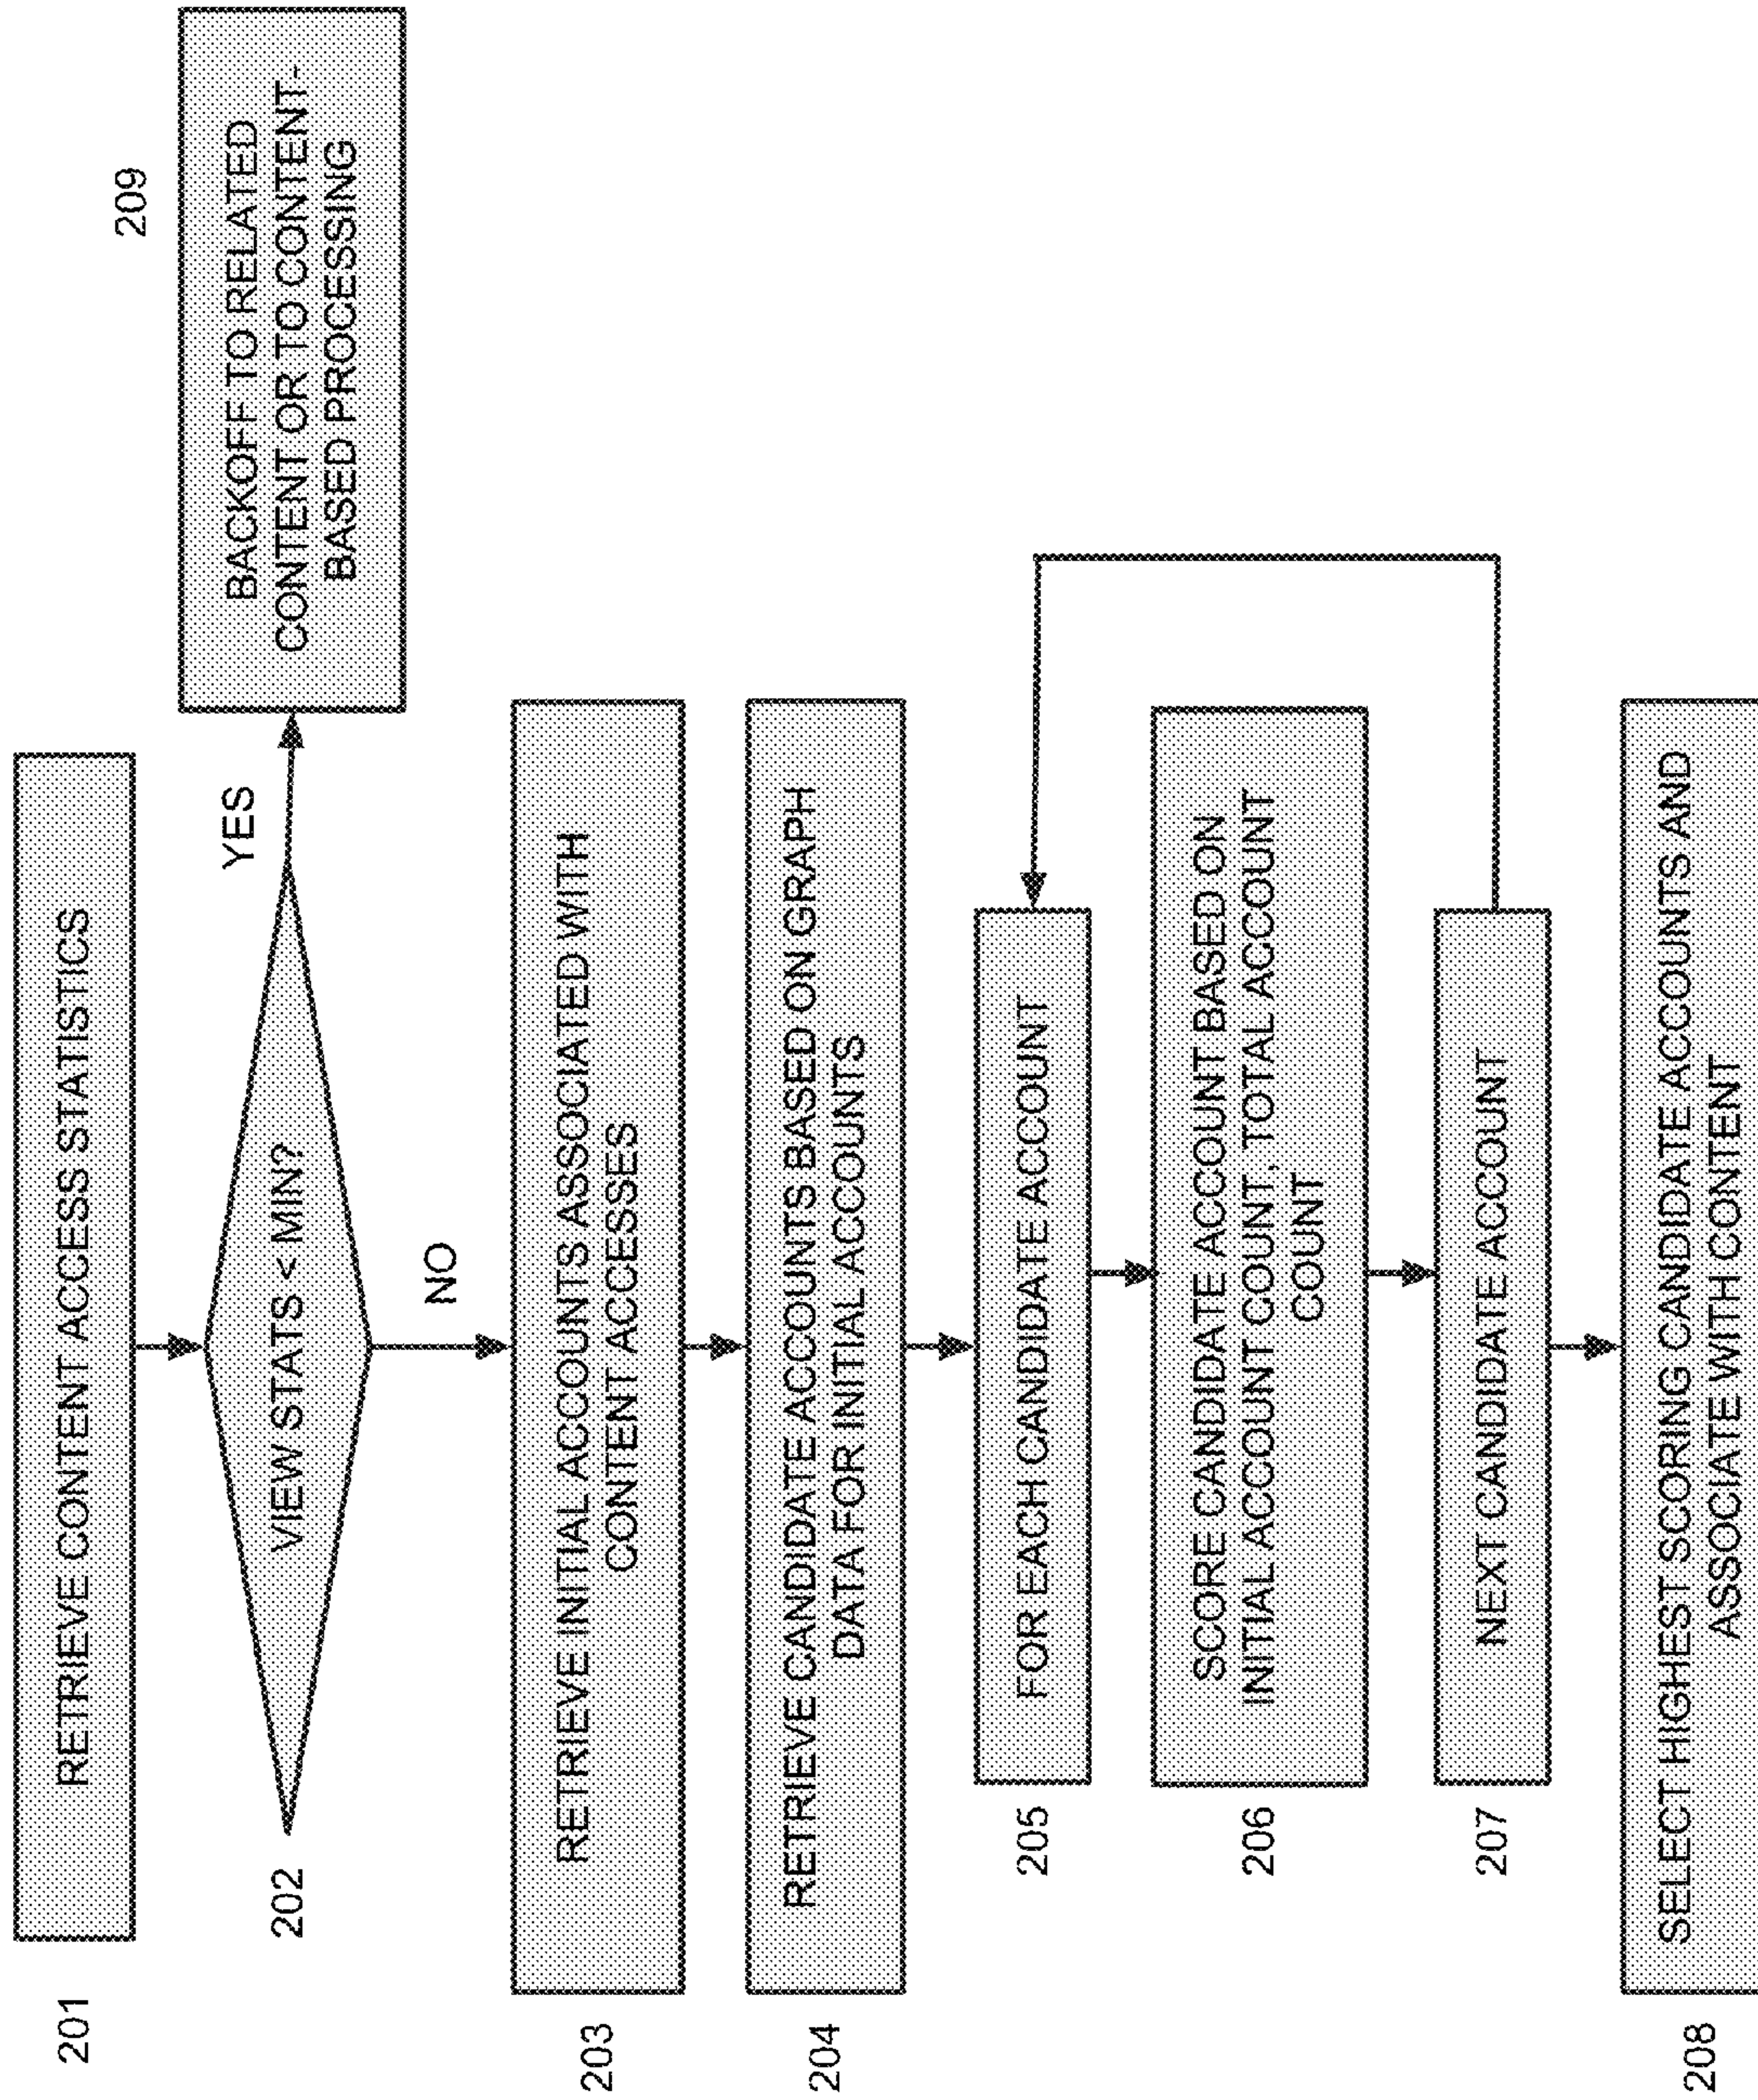 201
RETRIEVE CONTENT ACCESS STATISTICS
202
VIEW STATS < MIN?
YES
209
BACKOFF TO RELATED
CONTENT OR TO CONTENT-
BASED PROCESSING
NO
203
RETRIEVE INITIAL ACCOUNTS ASSOCIATED WITH
CONTENT ACCESSES
204
RETRIEVE CANDIDATE ACCOUNTS BASED ON GRAPH
DATA FOR INITIAL ACCOUNTS
205
FOR EACH CANDIDATE ACCOUNT
206
SCORE CANDIDATE ACCOUNT BASED ON
INITIAL ACCOUNT COUNT, TOTAL ACCOUNT
COUNT
207
NEXT CANDIDATE ACCOUNT
208
SELECT HIGHEST SCORING CANDIDATE ACCOUNTS AND
ASSOCIATE WITH CONTENT